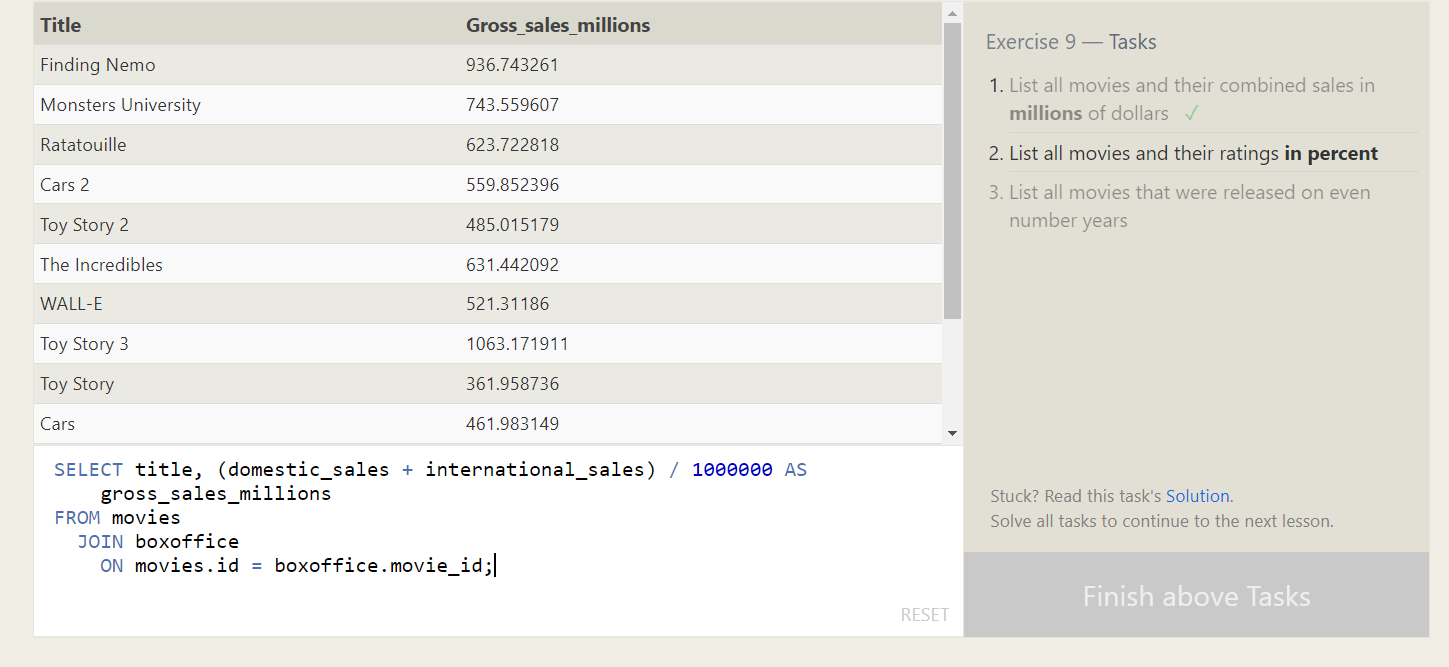 Title Gross_sales_millions
Finding Nemo 936.743261
Monsters University 743.559607
Ratatouille 623.722818
Cars 2 559.852396
Toy Story 2 485.015179
The Incredibles 631.442092
WALL-E 521.31186
Toy Story 3 1063.171911
Toy Story 361.958736
Cars 461.983149
SELECT title, (domestic_sales + international_sales) / 1000000 AS
gross_sales_millions
FROM movies
JOIN boxoffice
ON movies.id = boxoffice.movie_id;
RESET
Exercise 9 — Tasks
1. List all movies and their combined sales in
millions of dollars ✓
2. List all movies and their ratings in percent
3. List all movies that were released on even
number years
Stuck? Read this task's Solution.
Solve all tasks to continue to the next lesson.
Finish above Tasks